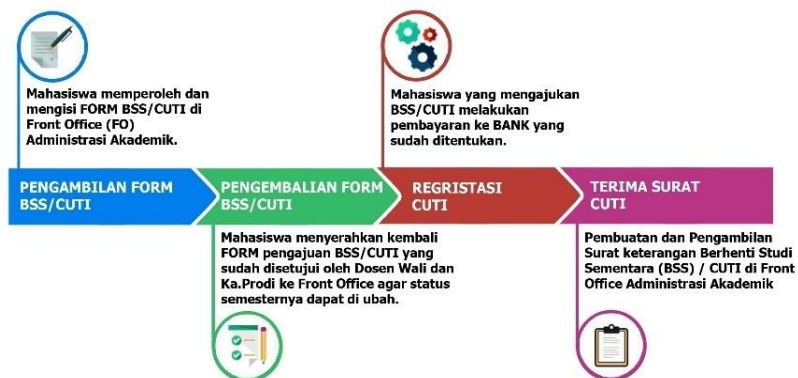 Mahasiswa memperoleh dan
mengisi FORM BSS/CUTI di
Front Office (FO)
Administrasi Akademik.
Mahasiswa yang mengajukan
BSS/CUTI melakukan
pembayaran ke BANK yang
sudah ditentukan.
PENGAMBILAN FORM
BSS/CUTI
PENGEMBALIAN FORM
BSS/CUTI
REGRISTASI
CUTI
TERIMA SURAT
CUTI
Mahasiswa menyerahkan kembali
FORM pengajuan BSS/CUTI yang
sudah disetujui oleh Dosen Wali dan
Ka.Prodi ke Front Office agar status
semesternya dapat di ubah.
Pembuatan dan Pengambilan
Surat keterangan Berhenti Studi
Sementara (BSS) / CUTI di Front
Office Administrasi Akademik